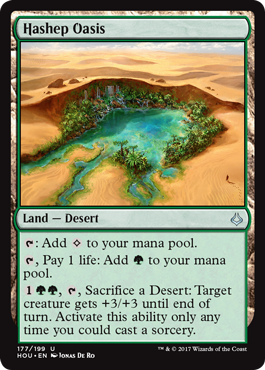 Hashep Oasis
Land — Desert
: Add to your mana pool.
, Pay 1 life: Add to your mana
pool.
1 , , Sacrifice a Desert: Target
creature gets +3/+3 until end of
turn. Activate this ability only any
time you could cast a sorcery.
177/199 U
HOU • EN Jonas De Ro
™ & © 2017 Wizards of the Coast